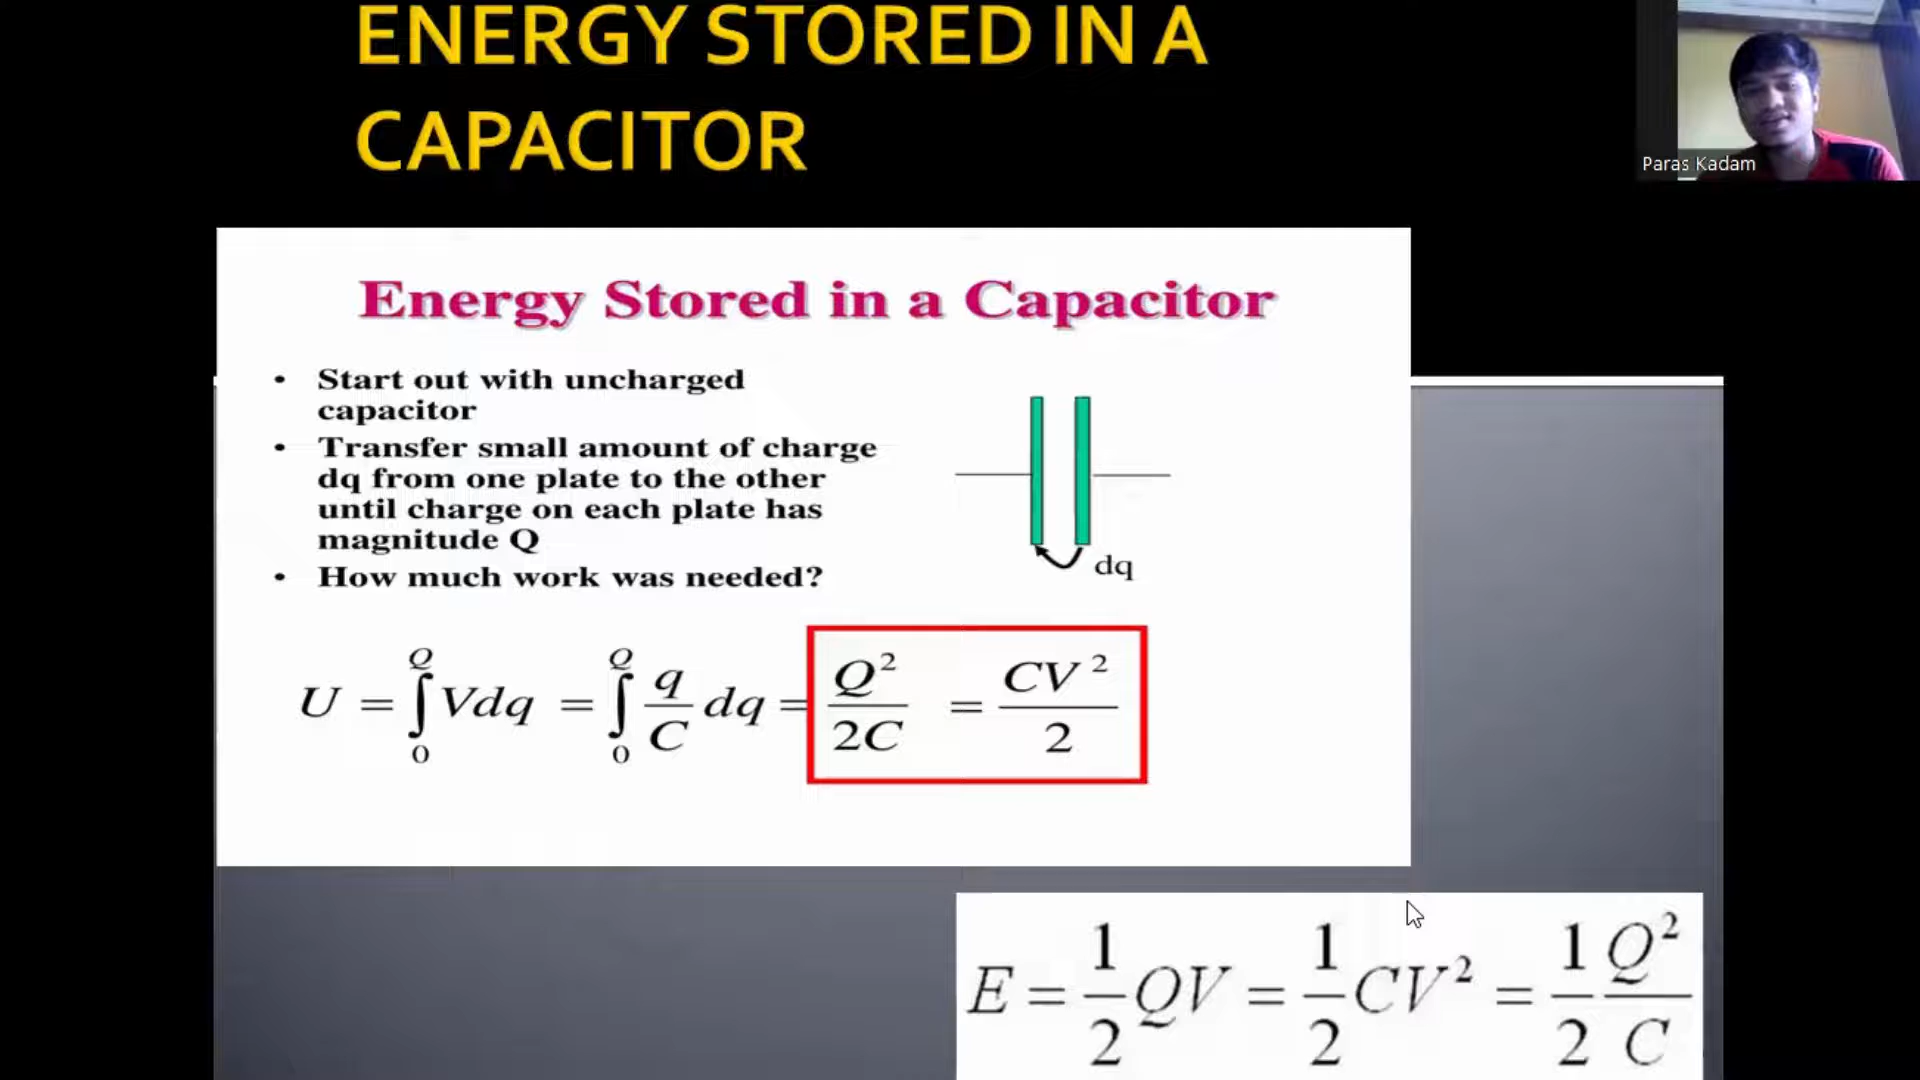 ENERGY STORED IN A
CAPACITOR
Paras Kadam
Energy Stored in a Capacitor
• Start out with uncharged
capacitor
• Transfer small amount of charge
dq from one plate to the other
until charge on each plate has
magnitude Q
• How much work was needed?
dq
U = ∫₀^Q Vdq = ∫₀^Q q/C dq = Q²/2C = CV²/2
E = 1/2 QV = 1/2 CV² = 1/2 Q²/C